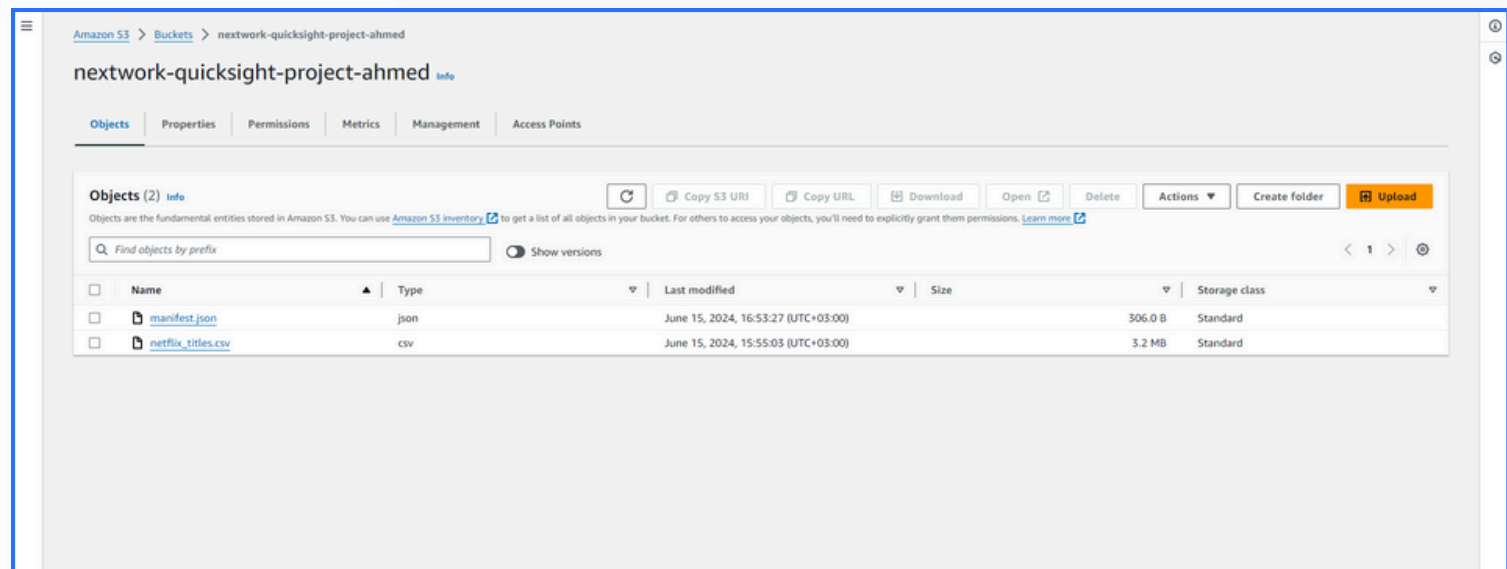 Amazon S3 > Buckets > nextwork-quicksight-project-ahmed
nextwork-quicksight-project-ahmed Info
Objects Properties Permissions Metrics Management Access Points
Objects (2) Info
Copy S3 URI Copy URL Download Open Delete Actions Create folder Upload
Objects are the fundamental entities stored in Amazon S3. You can use Amazon S3 inventory to get a list of all objects in your bucket. For others to access your objects, you'll need to explicitly grant them permissions. Learn more
Find objects by prefix Show versions < 1 >
Name Type Last modified Size Storage class
manifest.json json June 15, 2024, 16:53:27 (UTC+03:00) 306.0 B Standard
netflix_titles.csv csv June 15, 2024, 15:55:03 (UTC+03:00) 3.2 MB Standard